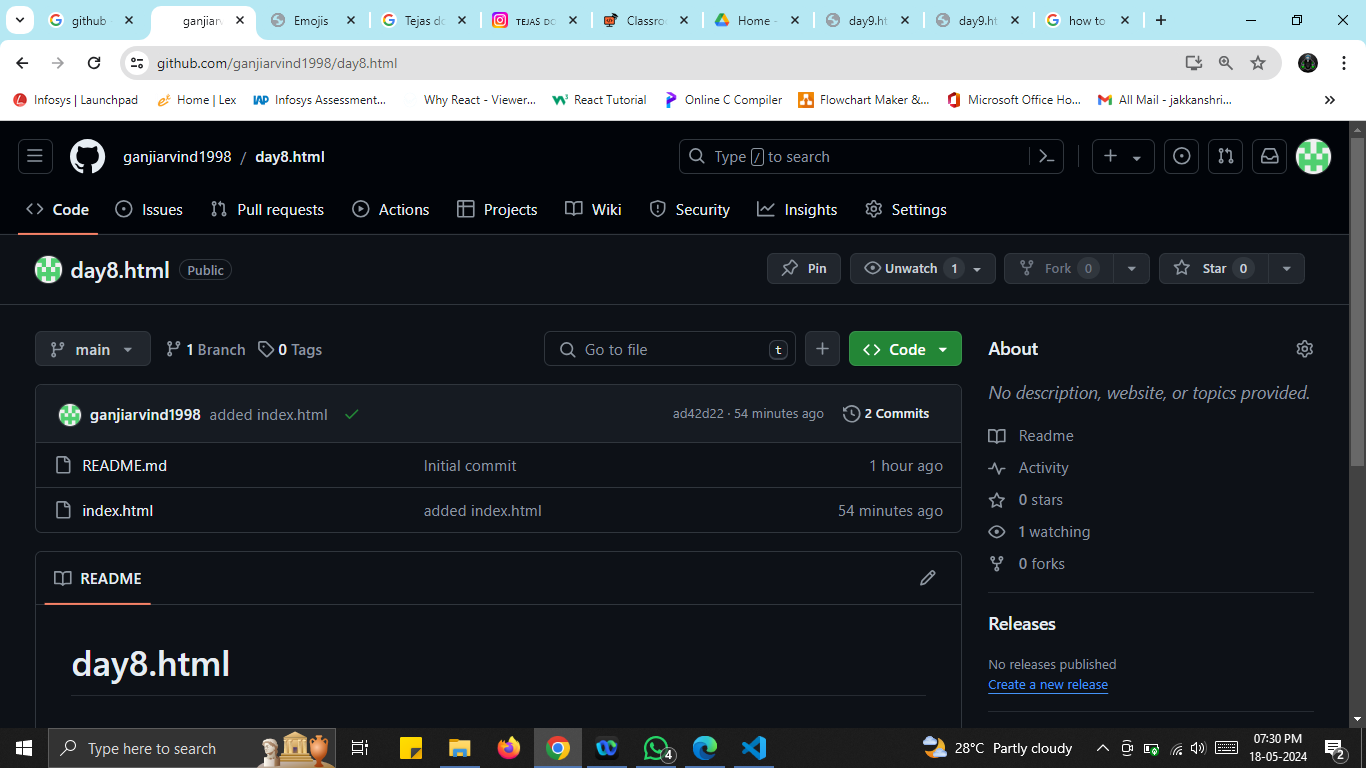 github
ganjiarv
Emojis
Tejas do
TEJAS DC
Classro
Home -
day9.ht
day9.ht
how to
github.com/ganjiarvind1998/day8.html
Infosys | Launchpad
Home | Lex
Infosys Assessment...
Why React - Viewer...
React Tutorial
Online C Compiler
Flowchart Maker &...
Microsoft Office Ho...
All Mail - jakkanshri...
ganjiarvind1998 / day8.html
Type / to search
Code
Issues
Pull requests
Actions
Projects
Wiki
Security
Insights
Settings
day8.html Public
Pin
Unwatch 1
Fork 0
Star 0
main
1 Branch
0 Tags
Go to file t
Code
About
No description, website, or topics provided.
ganjiarvind1998 added index.html
ad42d22 · 54 minutes ago
2 Commits
README.md Initial commit 1 hour ago
index.html added index.html 54 minutes ago
Readme
Activity
0 stars
1 watching
0 forks
README
day8.html
Releases
No releases published
Create a new release
Type here to search
4
28°C Partly cloudy
07:30 PM
18-05-2024
2